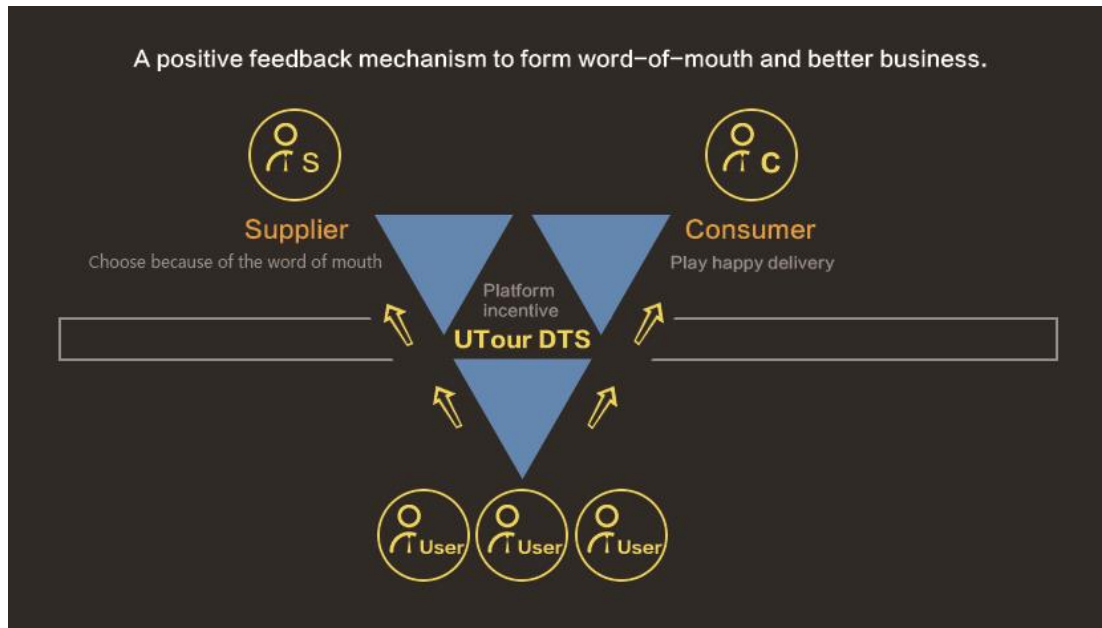 A positive feedback mechanism to form word-of-mouth and better business.
S
C
Supplier
Consumer
Choose because of the word of mouth
Play happy delivery
Platform
incentive
UTour DTS
User
User
User